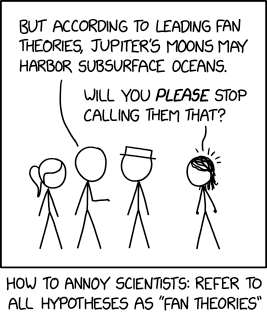 BUT ACCORDING TO LEADING FAN
THEORIES, JUPITER'S MOONS MAY
HARBOR SUBSURFACE OCEANS.
WILL YOU PLEASE STOP
CALLING THEM THAT?
HOW TO ANNOY SCIENTISTS: REFER TO
ALL HYPOTHESES AS "FAN THEORIES"